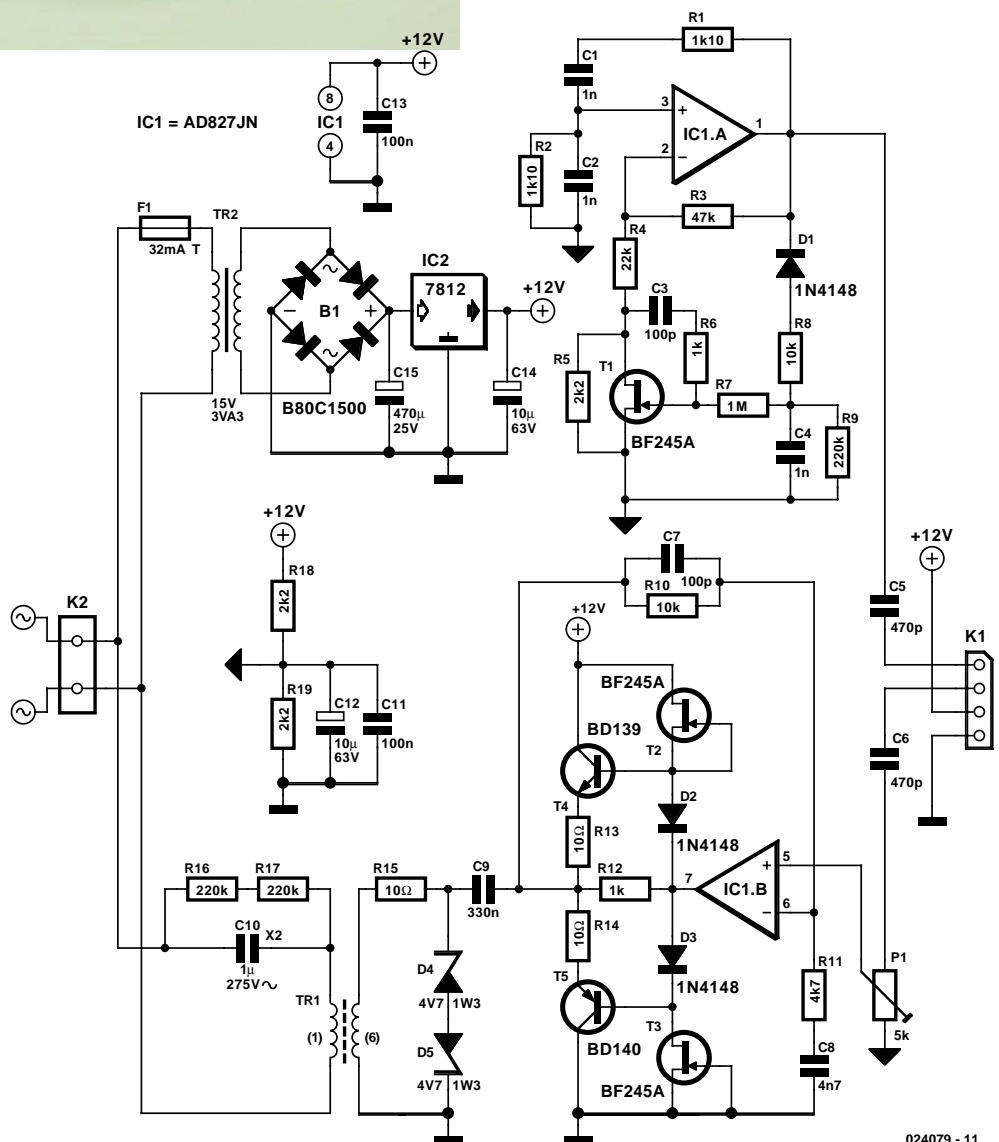 +12V
8
IC1
4
C13
100n
IC1 = AD827JN
R1
1k10
C1
1n
3
+
IC1.A
1
2
−
R2
1k10
C2
1n
R3
47k
R4
22k
D1
1N4148
C3
100p
R6
1k
R8
10k
R5
2k2
T1
BF245A
R7
1M
C4
1n
R9
220k
F1
32mA T
TR2
15V
3VA3
~
−
B1
+
~
B80C1500
IC2
7812
+12V
C15
470μ
25V
C14
10μ
63V
+12V
R18
2k2
R19
2k2
C12
10μ
63V
C11
100n
K2
~
~
C7
100p
R10
10k
+12V
BF245A
T2
BD139
T4
D2
1N4148
R13
10Ω
R12
1k
7
IC1.B
+
5
−
6
R14
10Ω
D3
1N4148
T5
BD140
T3
BF245A
+12V
C5
470p
K1
C6
470p
R11
4k7
P1
5k
C8
4n7
R16
220k
R17
220k
C10
X2
1μ
275V~
TR1
(1)
(6)
R15
10Ω
C9
330n
D4
4V7 1W3
D5
4V7 1W3
024079 - 11